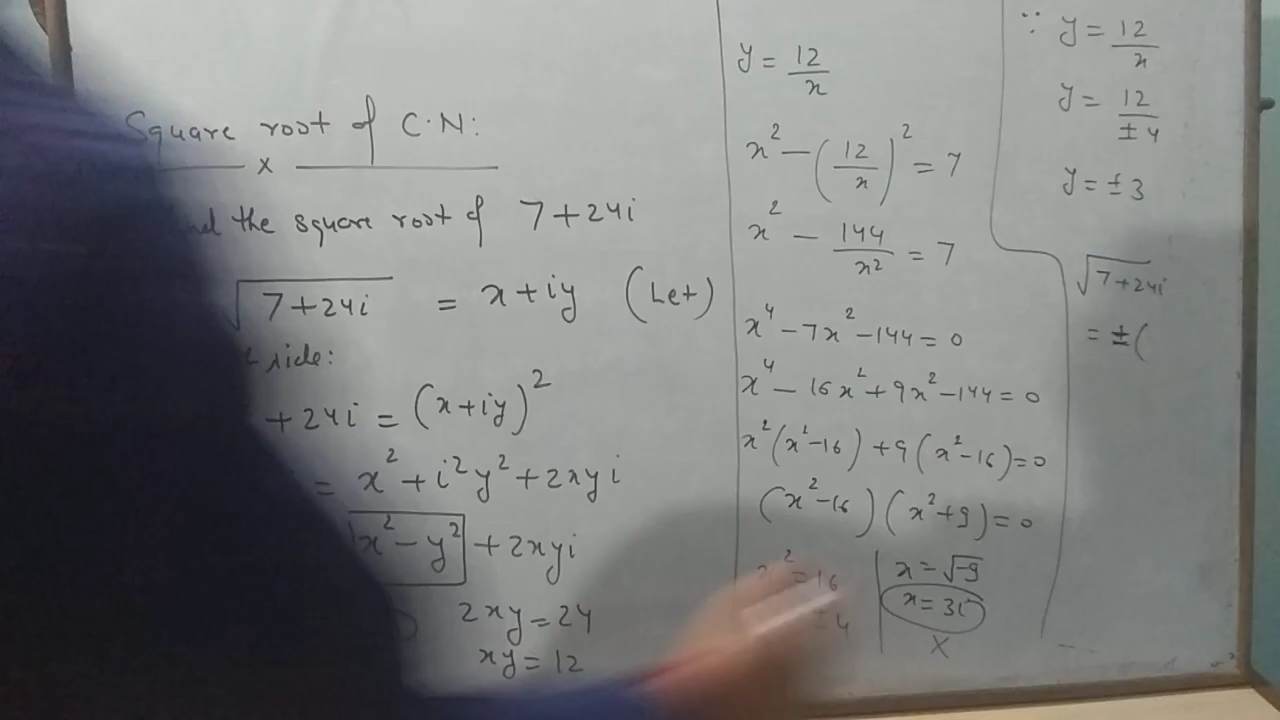 Square root of C.N:
x
the square root of 7+24i
√7+24i = x+iy (Let)
side:
+24i = (x+iy)²
= x²+i²y²+2xyi
x²-y² +2xyi
2xy=24
xy=12
y = 12/x
x² - (12/x)² = 7
x² - 144/x² = 7
x⁴-7x²-144=0
x⁴-16x²+9x²-144=0
x²(x²-16)+9(x²-16)=0
(x²-16)(x²+9)=0
x²=16
±4
x=√-9
x=3i
x
∵ y = 12/x
y = 12/±4
y=±3
√7+24i
= ±(